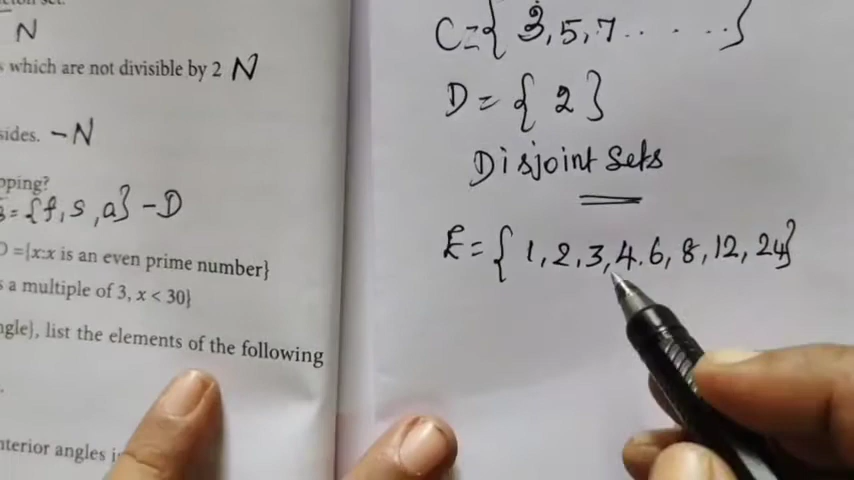 N
which are not divisible by 2 N
sides. - N
= {f, s, a} - D
D ={x:x is an even prime number}
s a multiple of 3, x < 30}
ngle}, list the elements of the following
nterior angles is
C = { 3, 5, 7 . . . . . . }
D = { 2 }
Disjoint Sets
E = { 1, 2, 3, 4. 6, 8, 12, 24}